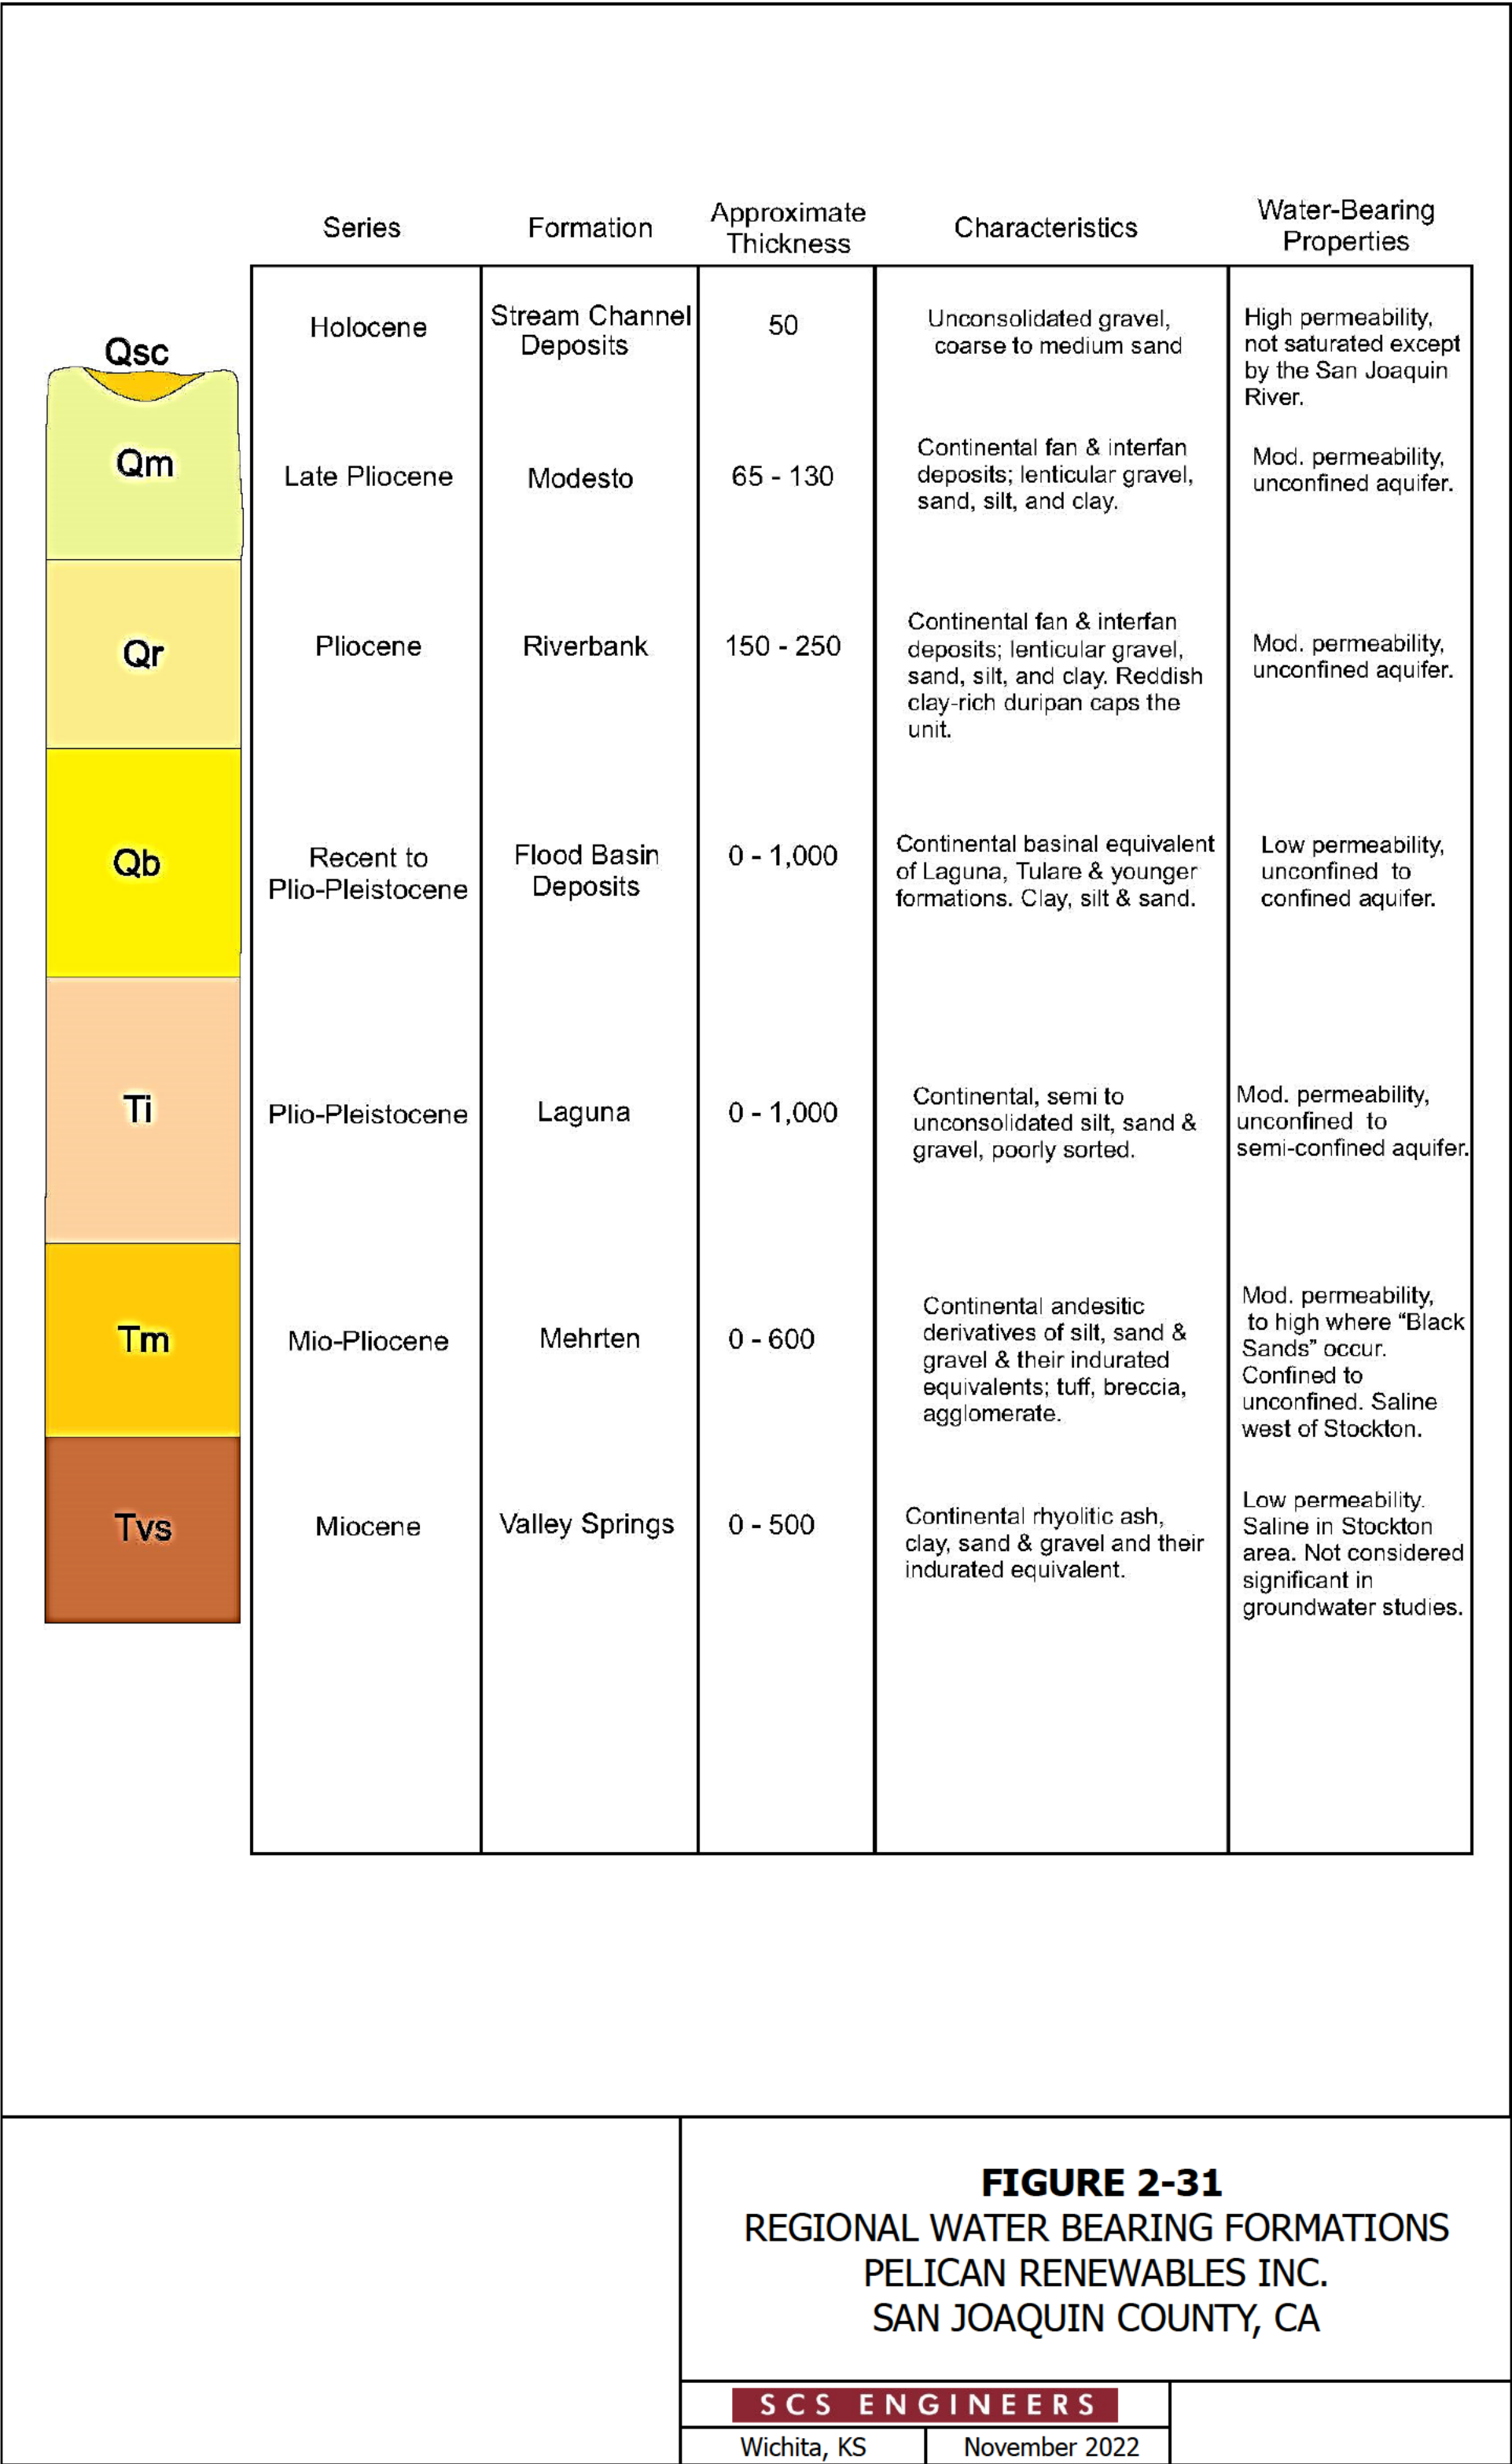 Series
Formation
Approximate
Thickness
Characteristics
Water-Bearing
Properties
Qsc
Holocene
Stream Channel
Deposits
50
Unconsolidated gravel,
coarse to medium sand
High permeability,
not saturated except
by the San Joaquin
River.
Qm
Late Pliocene
Modesto
65 - 130
Continental fan & interfan
deposits; lenticular gravel,
sand, silt, and clay.
Mod. permeability,
unconfined aquifer.
Qr
Pliocene
Riverbank
150 - 250
Continental fan & interfan
deposits; lenticular gravel,
sand, silt, and clay. Reddish
clay-rich duripan caps the
unit.
Mod. permeability,
unconfined aquifer.
Qb
Recent to
Plio-Pleistocene
Flood Basin
Deposits
0 - 1,000
Continental basinal equivalent
of Laguna, Tulare & younger
formations. Clay, silt & sand.
Low permeability,
unconfined to
confined aquifer.
Ti
Plio-Pleistocene
Laguna
0 - 1,000
Continental, semi to
unconsolidated silt, sand &
gravel, poorly sorted.
Mod. permeability,
unconfined to
semi-confined aquifer.
Tm
Mio-Pliocene
Mehrten
0 - 600
Continental andesitic
derivatives of silt, sand &
gravel & their indurated
equivalents; tuff, breccia,
agglomerate.
Mod. permeability,
to high where “Black
Sands” occur.
Confined to
unconfined. Saline
west of Stockton.
Tvs
Miocene
Valley Springs
0 - 500
Continental rhyolitic ash,
clay, sand & gravel and their
indurated equivalent.
Low permeability.
Saline in Stockton
area. Not considered
significant in
groundwater studies.
FIGURE 2-31
REGIONAL WATER BEARING FORMATIONS
PELICAN RENEWABLES INC.
SAN JOAQUIN COUNTY, CA
SCS ENGINEERS
Wichita, KS
November 2022